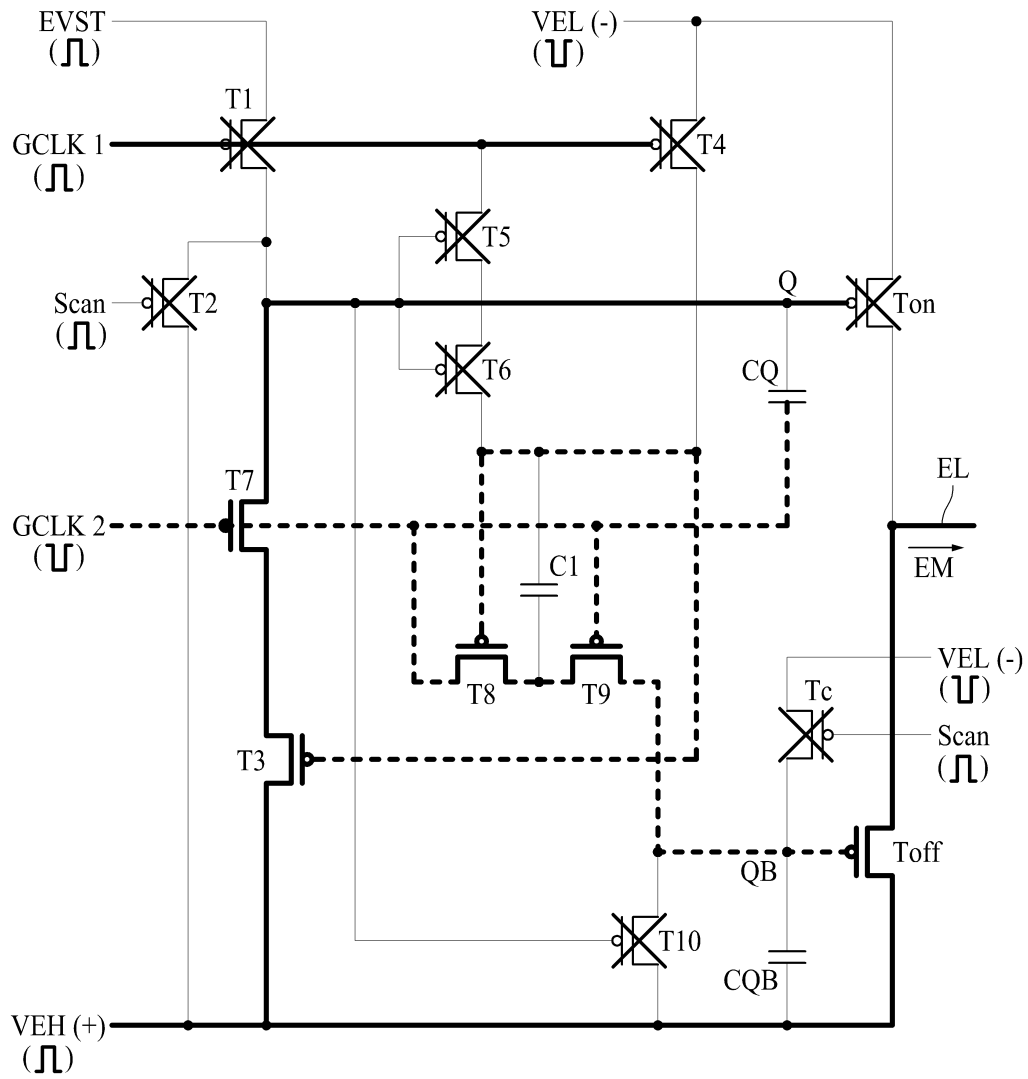 EVST
VEL (-)
T1
GCLK 1
T4
T5
Scan
T2
Q
Ton
T6
CQ
T7
EL
GCLK 2
C1
EM
T8
T9
VEL (-)
Tc
T3
Scan
Toff
QB
T10
CQB
VEH (+)